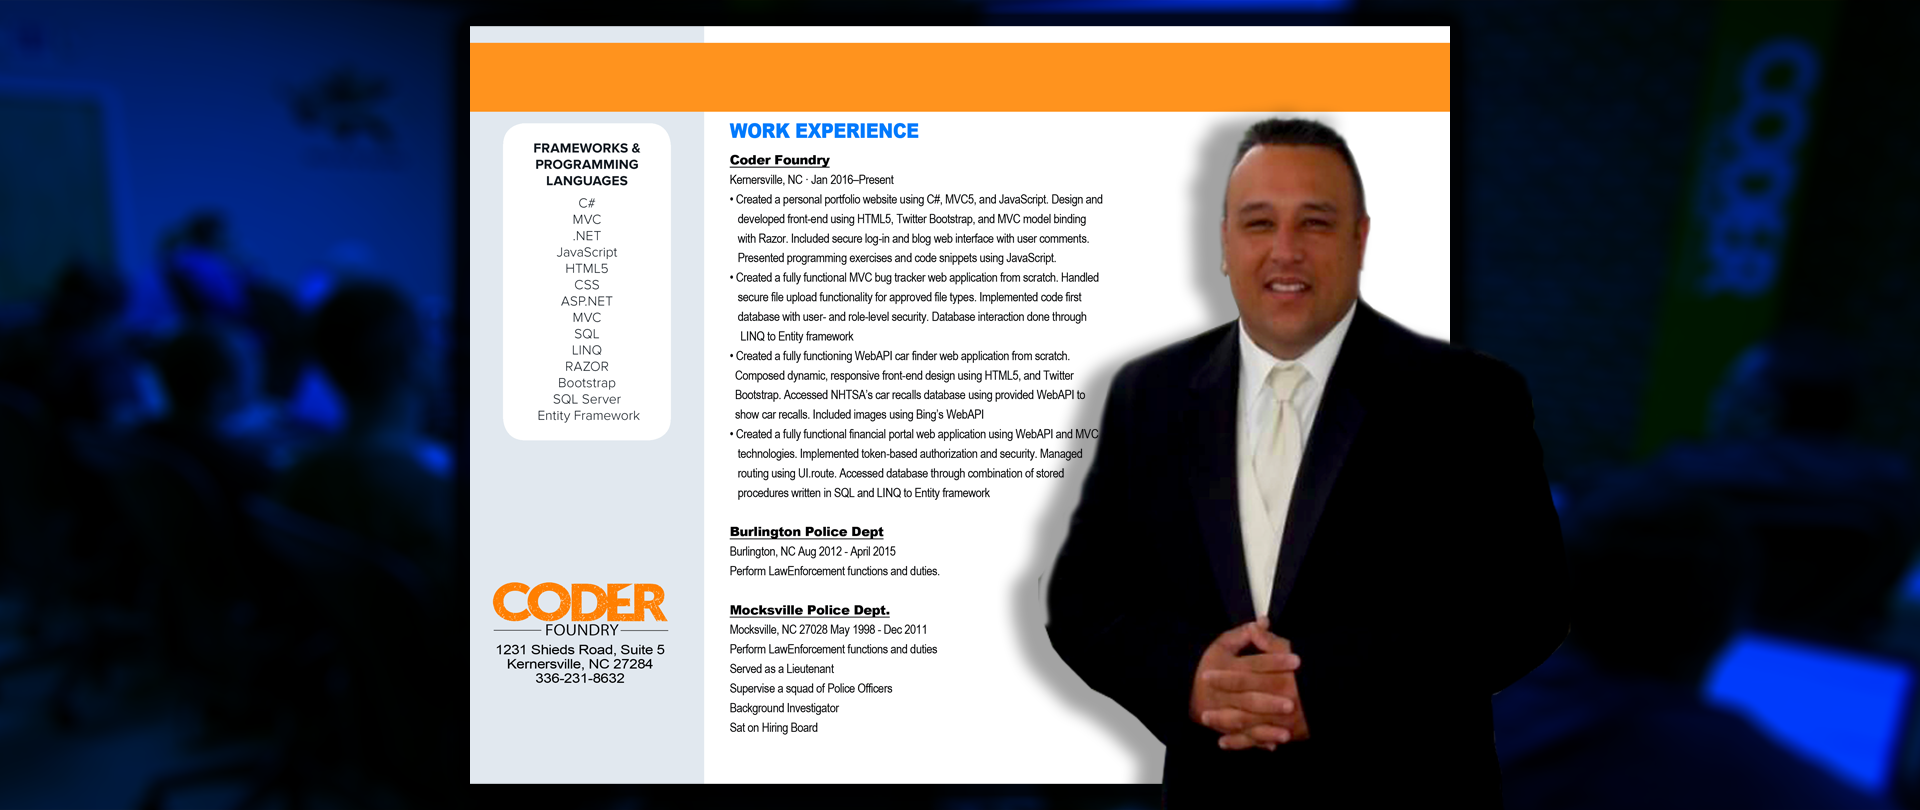 FRAMEWORKS &
PROGRAMMING
LANGUAGES
C#
MVC
.NET
JavaScript
HTML5
CSS
ASP.NET
MVC
SQL
LINQ
RAZOR
Bootstrap
SQL Server
Entity Framework
CODER
FOUNDRY
1231 Shieds Road, Suite 5
Kernersville, NC 27284
336-231-8632
WORK EXPERIENCE
Coder Foundry
Kernersville, NC · Jan 2016–Present
• Created a personal portfolio website using C#, MVC5, and JavaScript. Design and
developed front-end using HTML5, Twitter Bootstrap, and MVC model binding
with Razor. Included secure log-in and blog web interface with user comments.
Presented programming exercises and code snippets using JavaScript.
• Created a fully functional MVC bug tracker web application from scratch. Handled
secure file upload functionality for approved file types. Implemented code first
database with user- and role-level security. Database interaction done through
LINQ to Entity framework
• Created a fully functioning WebAPI car finder web application from scratch.
Composed dynamic, responsive front-end design using HTML5, and Twitter
Bootstrap. Accessed NHTSA's car recalls database using provided WebAPI to
show car recalls. Included images using Bing's WebAPI
• Created a fully functional financial portal web application using WebAPI and MVC
technologies. Implemented token-based authorization and security. Managed
routing using UI.route. Accessed database through combination of stored
procedures written in SQL and LINQ to Entity framework
Burlington Police Dept
Burlington, NC Aug 2012 - April 2015
Perform LawEnforcement functions and duties.
Mocksville Police Dept.
Mocksville, NC 27028 May 1998 - Dec 2011
Perform LawEnforcement functions and duties
Served as a Lieutenant
Supervise a squad of Police Officers
Background Investigator
Sat on Hiring Board
CODER